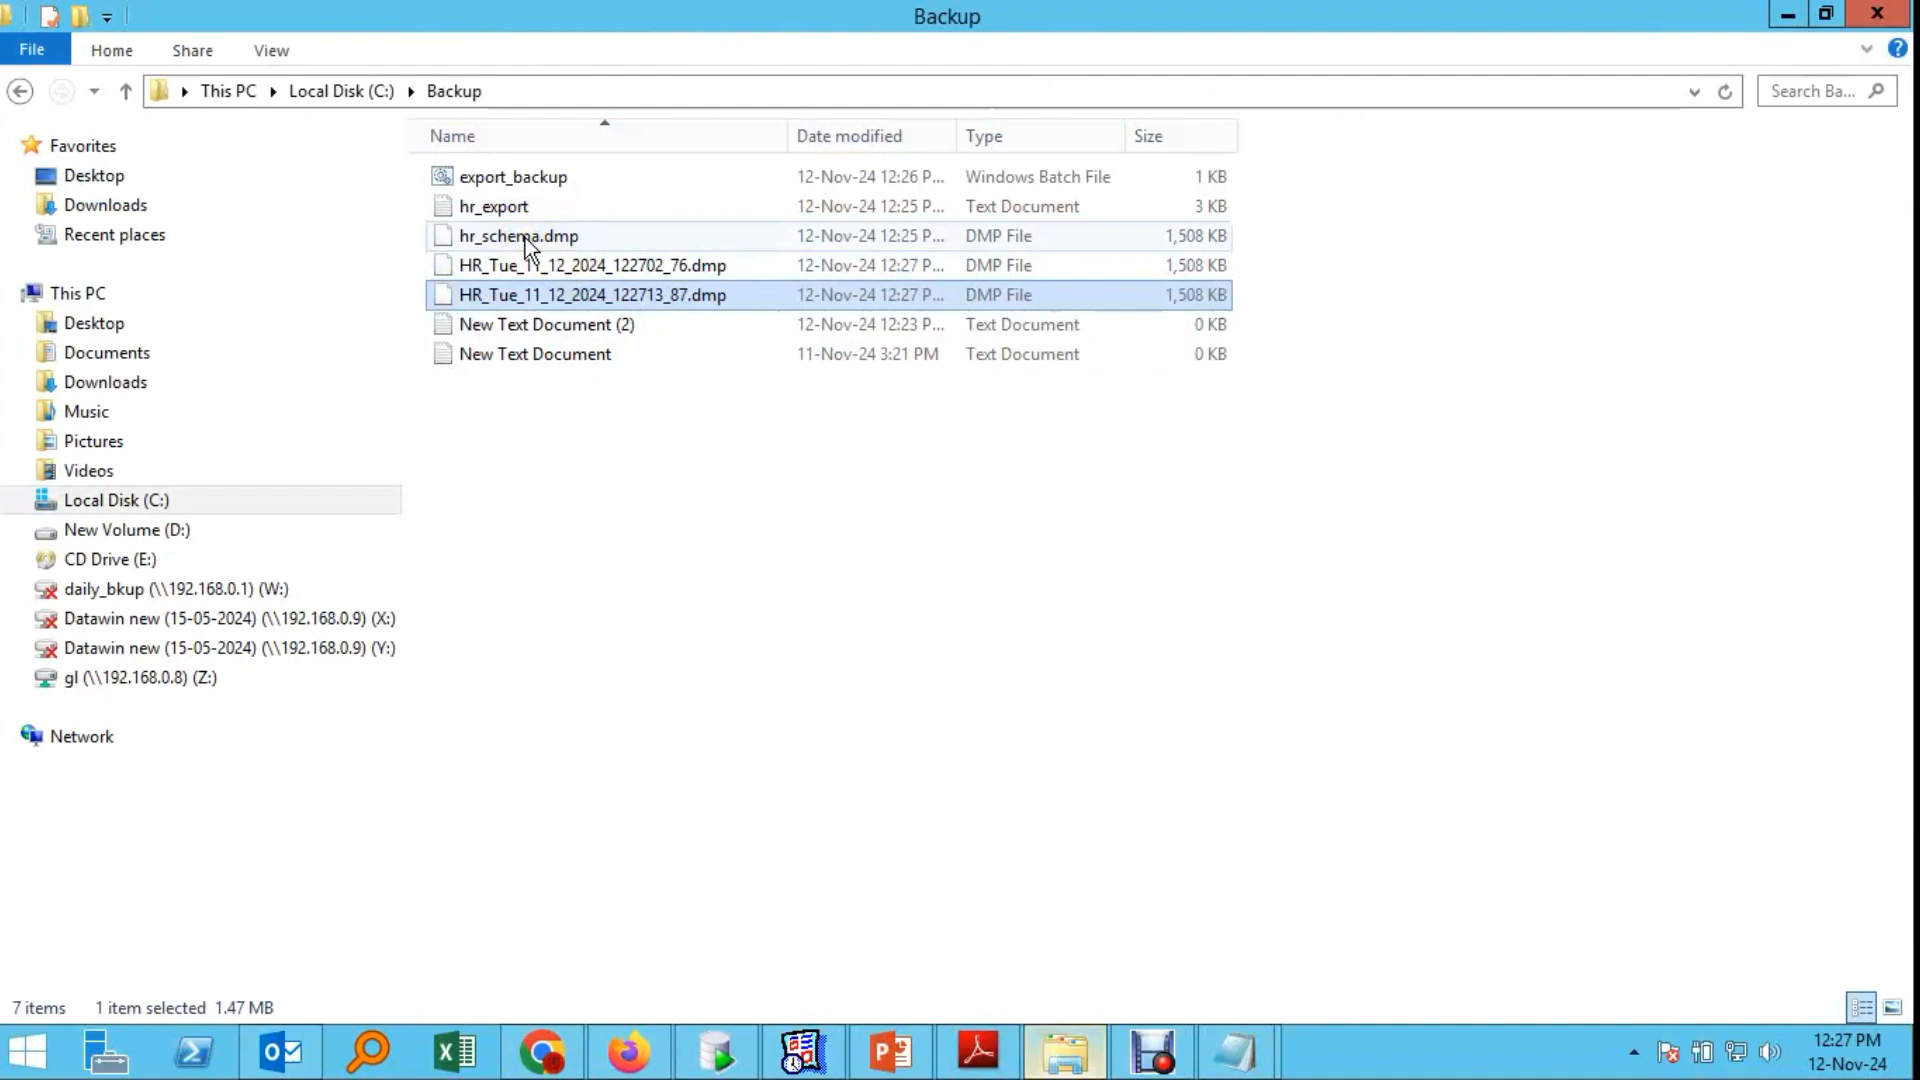 Backup
File Home Share View
This PC Local Disk (C:) Backup Search Ba...
Name Date modified Type Size
Favorites
Desktop
Downloads
Recent places
This PC
Desktop
Documents
Downloads
Music
Pictures
Videos
Local Disk (C:)
New Volume (D:)
CD Drive (E:)
daily_bkup (\\192.168.0.1) (W:)
Datawin new (15-05-2024) (\\192.168.0.9) (X:)
Datawin new (15-05-2024) (\\192.168.0.9) (Y:)
gl (\\192.168.0.8) (Z:)
Network
export_backup 12-Nov-24 12:26 P... Windows Batch File 1 KB
hr_export 12-Nov-24 12:25 P... Text Document 3 KB
hr_schema.dmp 12-Nov-24 12:25 P... DMP File 1,508 KB
HR_Tue_11_12_2024_122702_76.dmp 12-Nov-24 12:27 P... DMP File 1,508 KB
HR_Tue_11_12_2024_122713_87.dmp 12-Nov-24 12:27 P... DMP File 1,508 KB
New Text Document (2) 12-Nov-24 12:23 P... Text Document 0 KB
New Text Document 11-Nov-24 3:21 PM Text Document 0 KB
7 items 1 item selected 1.47 MB
12:27 PM
12-Nov-24